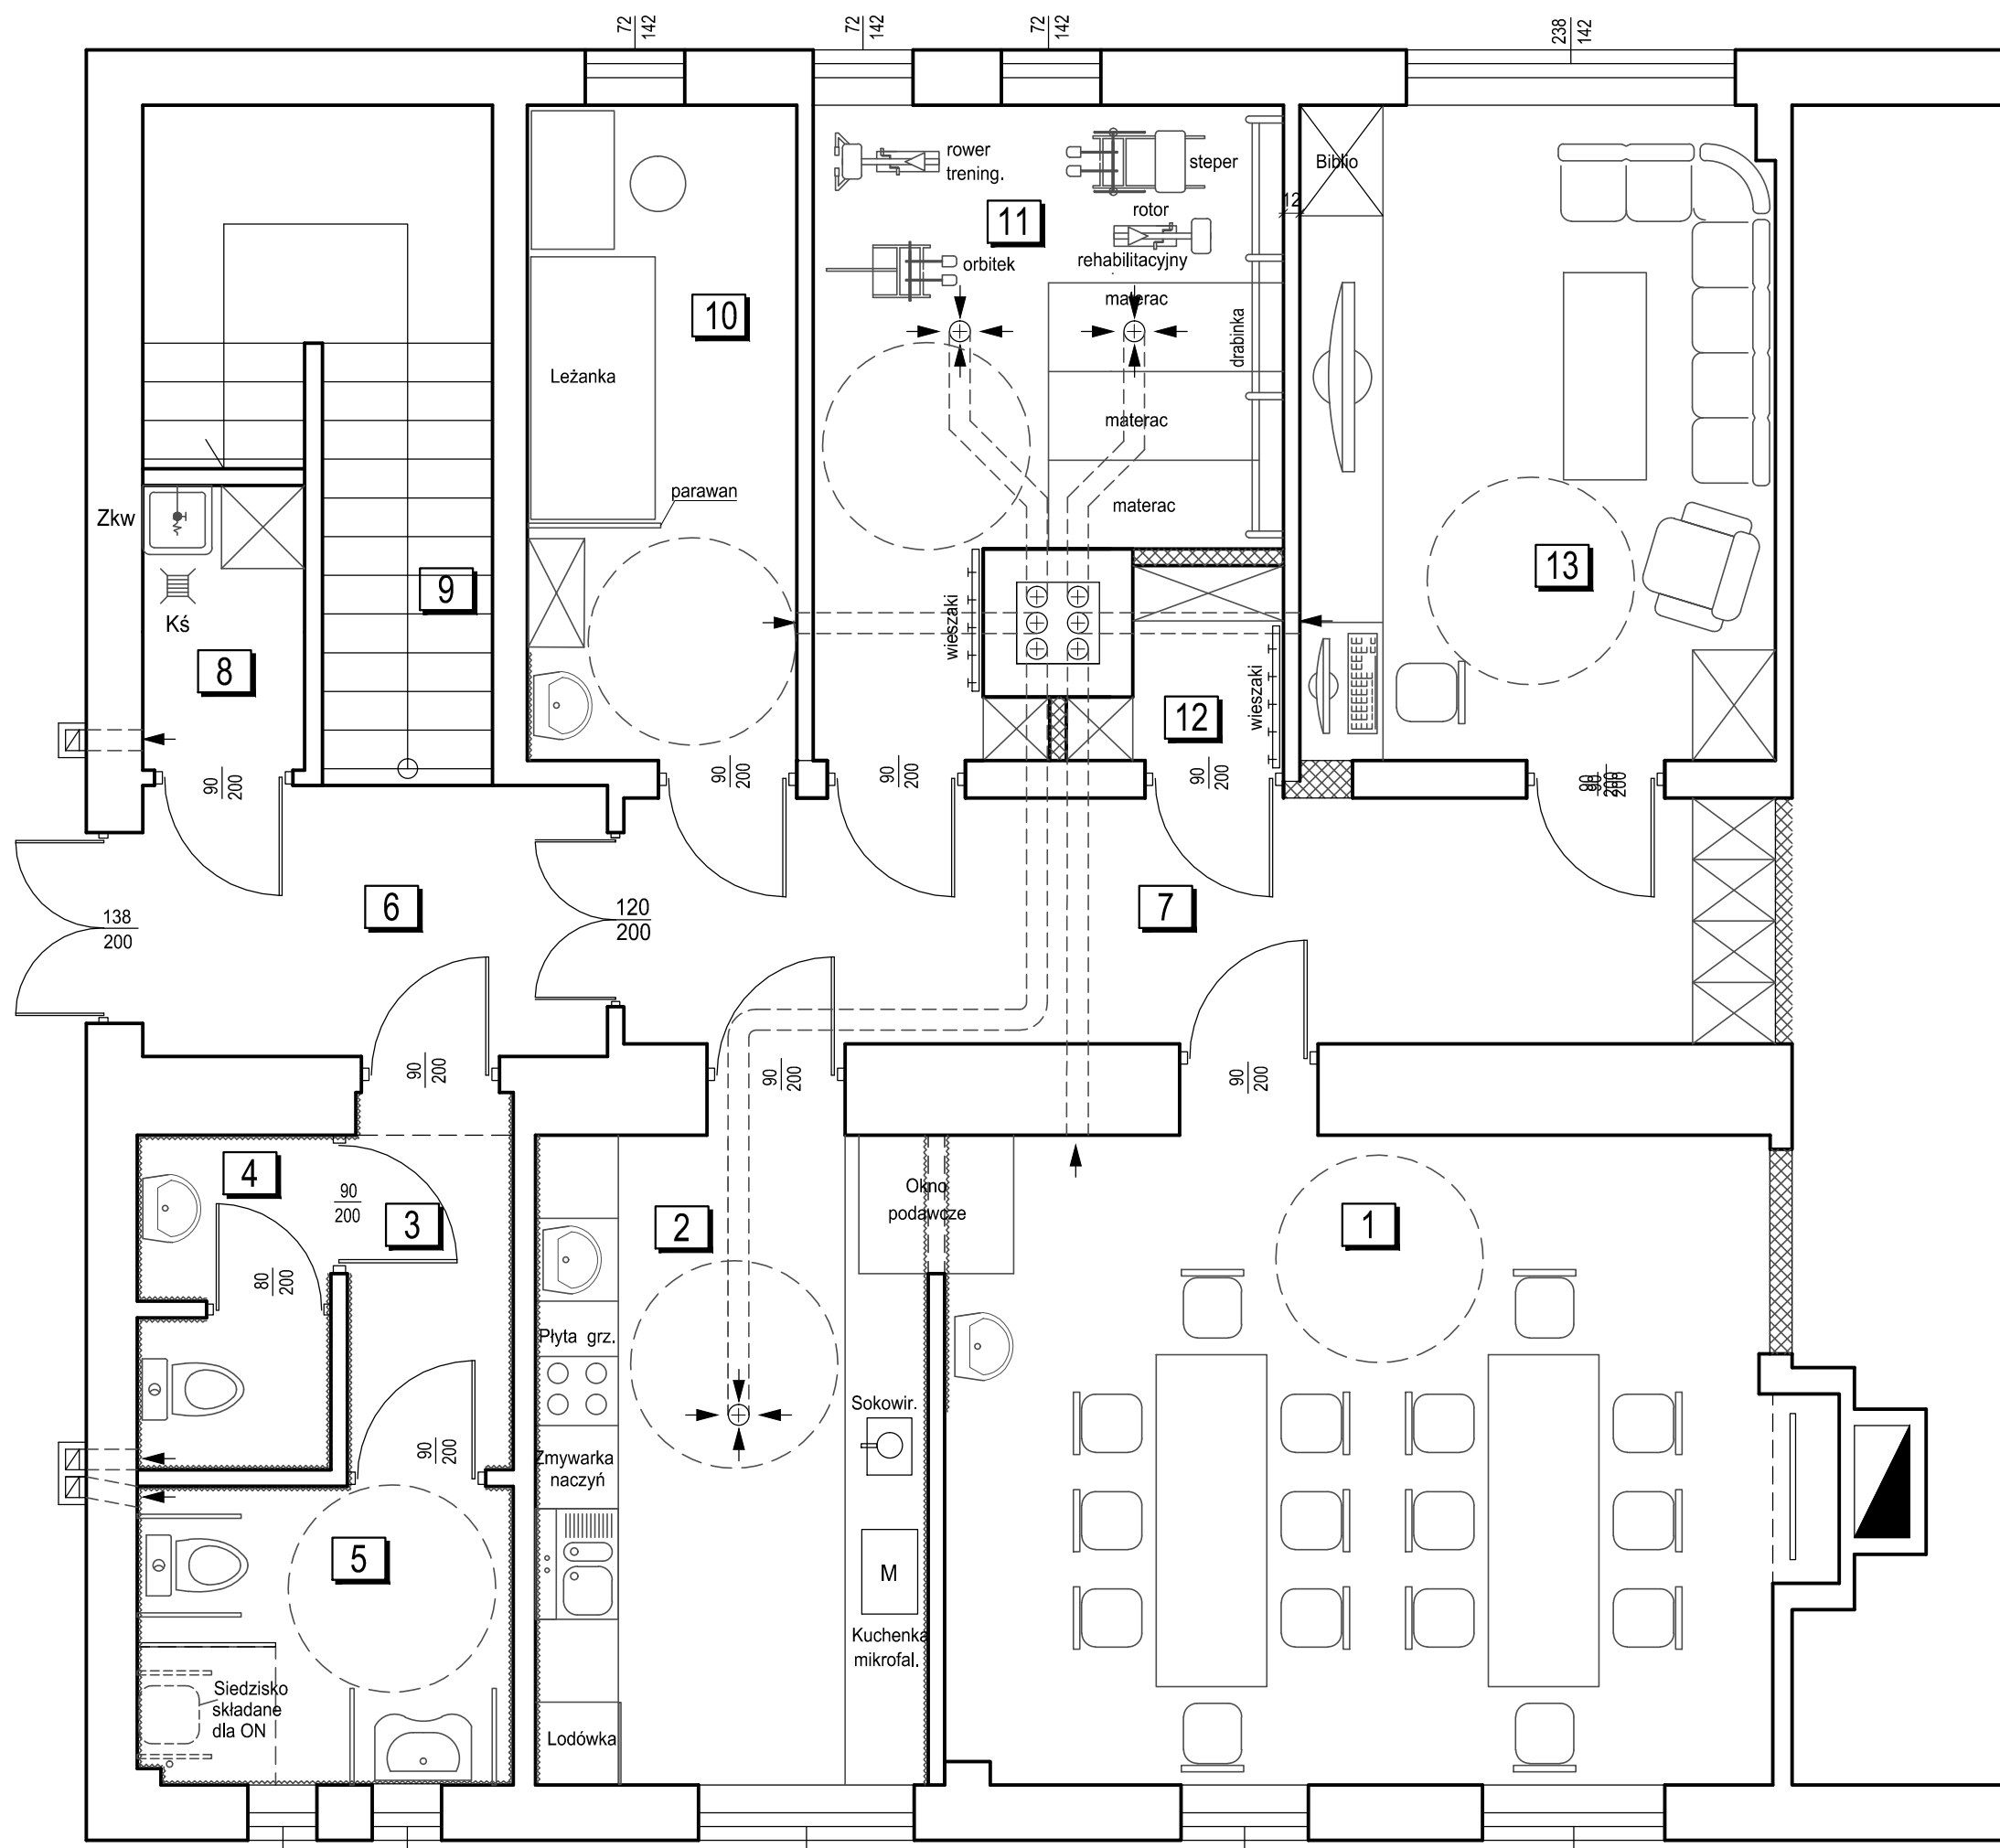 72
142
72
142
72
142
238
142
rower
trening.
steper
Biblio
12
rotor
11
orbitek
rehabilitacyjny
materac
10
drabinka
Leżanka
materac
parawan
materac
Zkw
9
13
Kś
wieszaki
8
wieszaki
12
90
200
90
200
90
200
90
200
90
200
6
7
138
200
120
200
90
200
90
200
90
200
4
90
200
3
2
Okno
podawcze
1
80
200
Płyta grz.
Sokowir.
90
200
Zmywarka
naczyń
5
M
Kuchenka
mikrofal.
Siedzisko
składane
dla ON
Lodówka